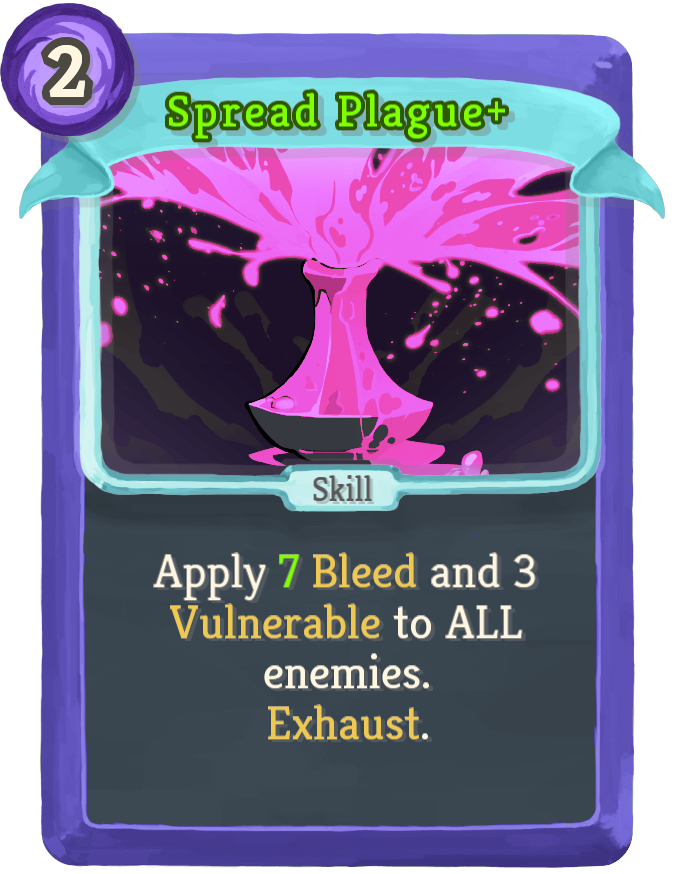 2
Spread Plague+
Skill
Apply 7 Bleed and 3
Vulnerable to ALL
enemies.
Exhaust.